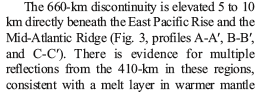 The 660-km discontinuity is elevated 5 to 10
km directly beneath the East Pacific Rise and the
Mid-Atlantic Ridge (Fig. 3, profiles A-A′, B-B′,
and C-C′). There is evidence for multiple
reflections from the 410-km in these regions,
consistent with a melt layer in warmer mantle